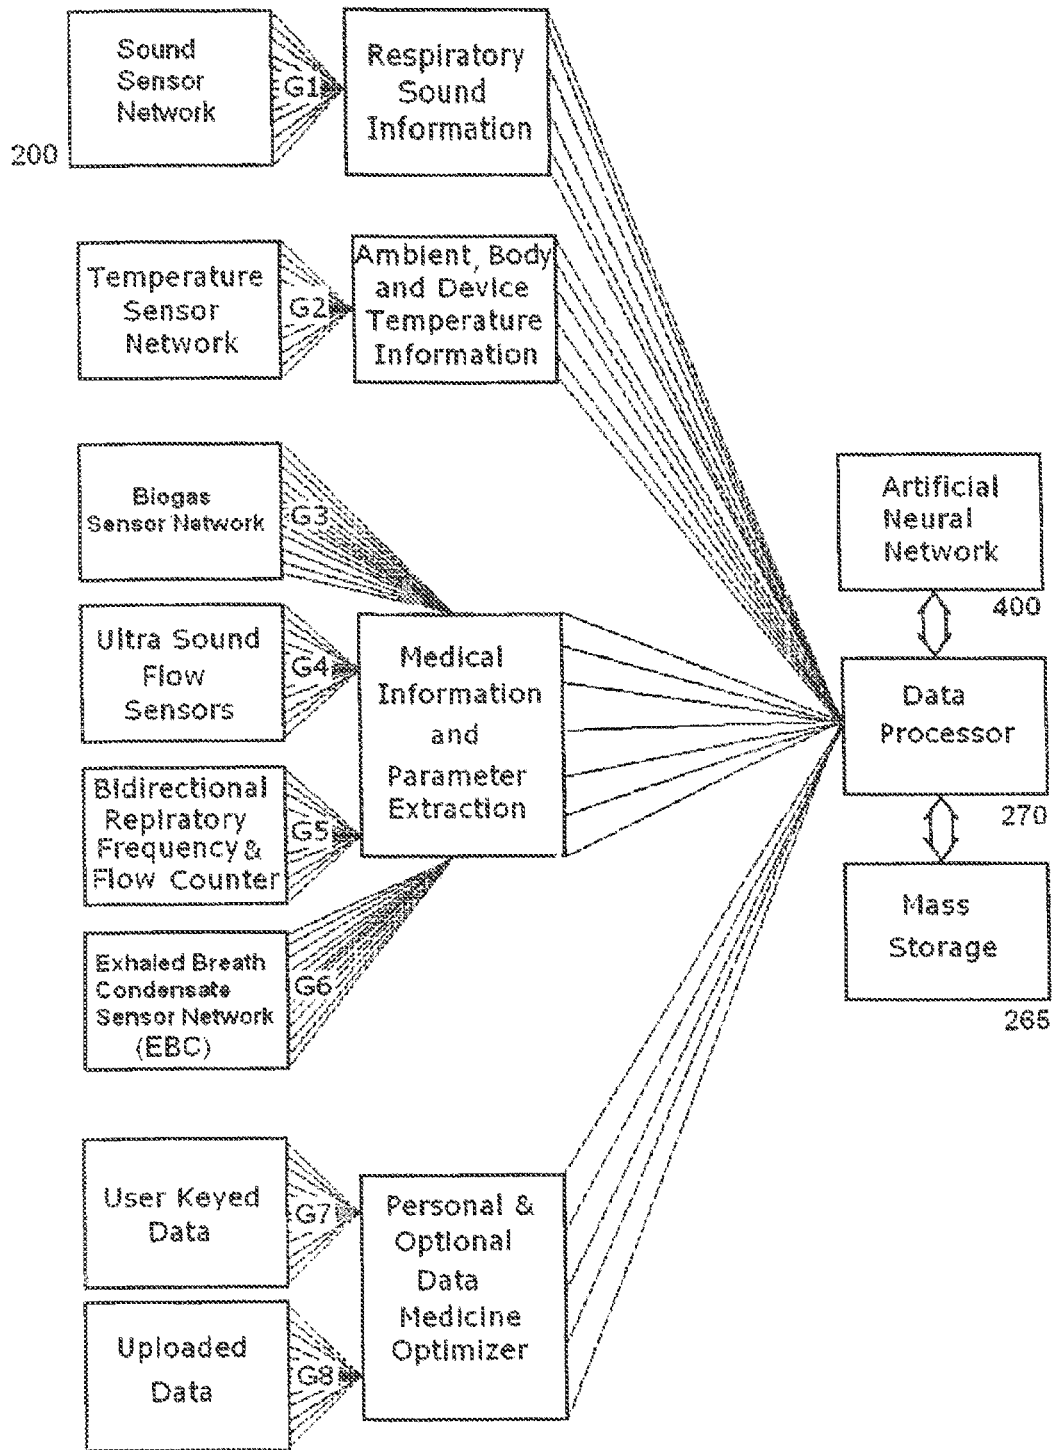 Sound
Sensor
Network
200
G1
Respiratory
Sound
Information
Temperature
Sensor
Network
G2
Ambient, Body
and Device
Temperature
Information
Biogas
Sensor Network
G3
Ultra Sound
Flow
Sensors
G4
Bidirectional
Repiratory
Frequency &
Flow Counter
G5
Exhaled Breath
Condensate
Sensor Network
(EBC)
G6
Medical
Information
and
Parameter
Extraction
User Keyed
Data
G7
Uploaded
Data
G8
Personal &
Optional
Data
Medicine
Optimizer
Artificial
Neural
Network
400
Data
Processor
270
Mass
Storage
265